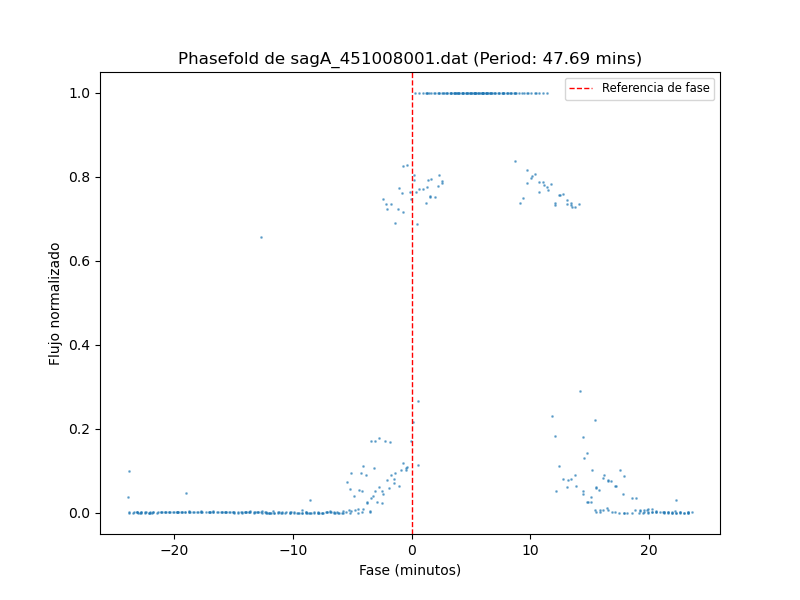 Phasefold de sagA_451008001.dat (Period: 47.69 mins)
Referencia de fase
Flujo normalizado
1.0
0.8
0.6
0.4
0.2
0.0
−20
−10
0
10
20
Fase (minutos)